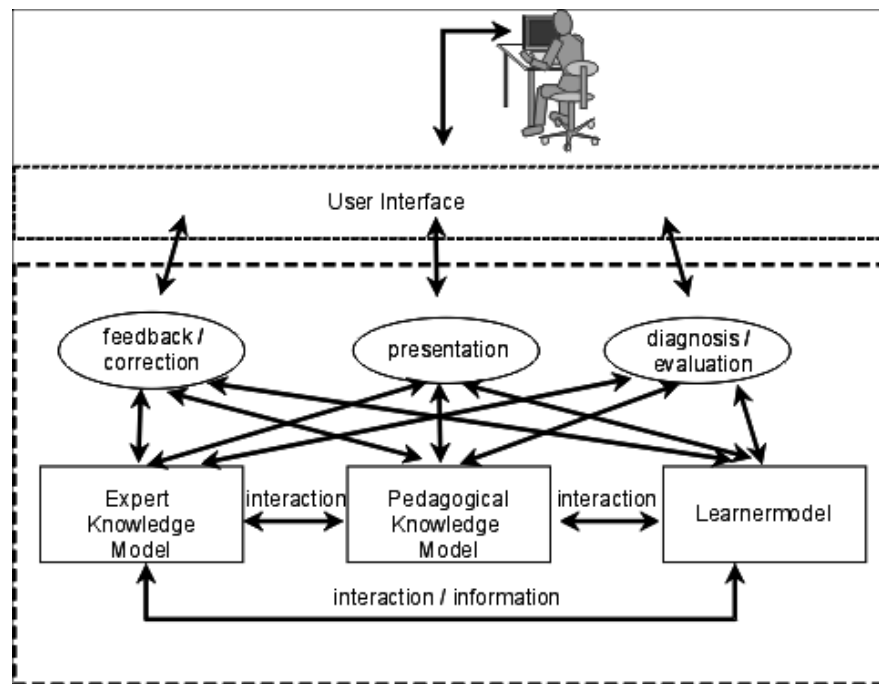 User Interface
feedback /
correction
presentation
diagnosis /
evaluation
Expert
Knowledge
Model
interaction
Pedagogical
Knowledge
Model
interaction
Learnermodel
interaction / information